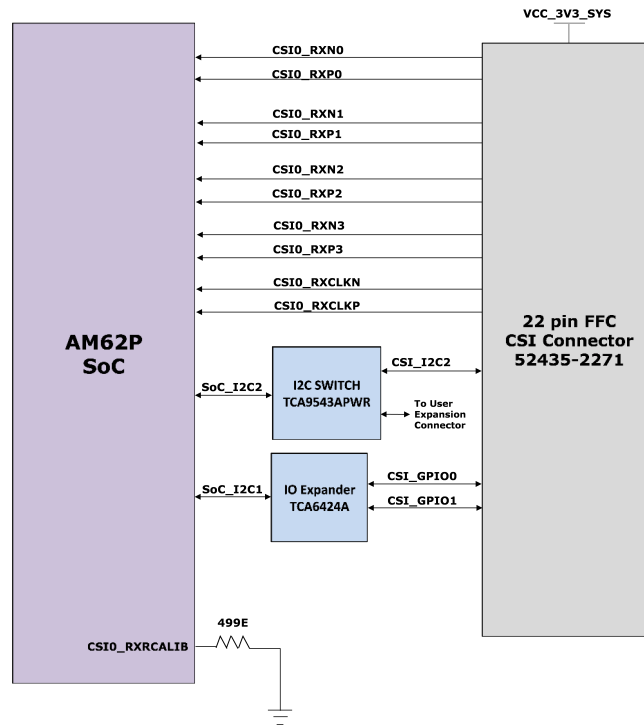 VCC_3V3_SYS
CSI0_RXN0
CSI0_RXP0
CSI0_RXN1
CSI0_RXP1
CSI0_RXN2
CSI0_RXP2
CSI0_RXN3
CSI0_RXP3
CSI0_RXCLKN
CSI0_RXCLKP
AM62P
SoC
22 pin FFC
CSI Connector
52435-2271
SoC_I2C2
I2C SWITCH
TCA9543APWR
CSI_I2C2
To User
Expansion
Connector
SoC_I2C1
IO Expander
TCA6424A
CSI_GPIO0
CSI_GPIO1
499E
CSI0_RXRCALIB